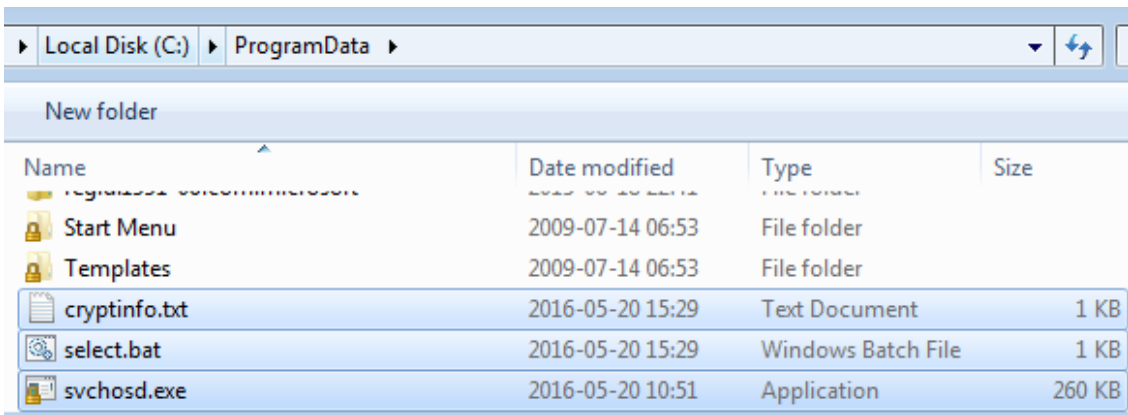 Local Disk (C:) ProgramData
New folder
Name Date modified Type Size
Start Menu 2009-07-14 06:53 File folder
Templates 2009-07-14 06:53 File folder
cryptinfo.txt 2016-05-20 15:29 Text Document 1 KB
select.bat 2016-05-20 15:29 Windows Batch File 1 KB
svchosd.exe 2016-05-20 10:51 Application 260 KB